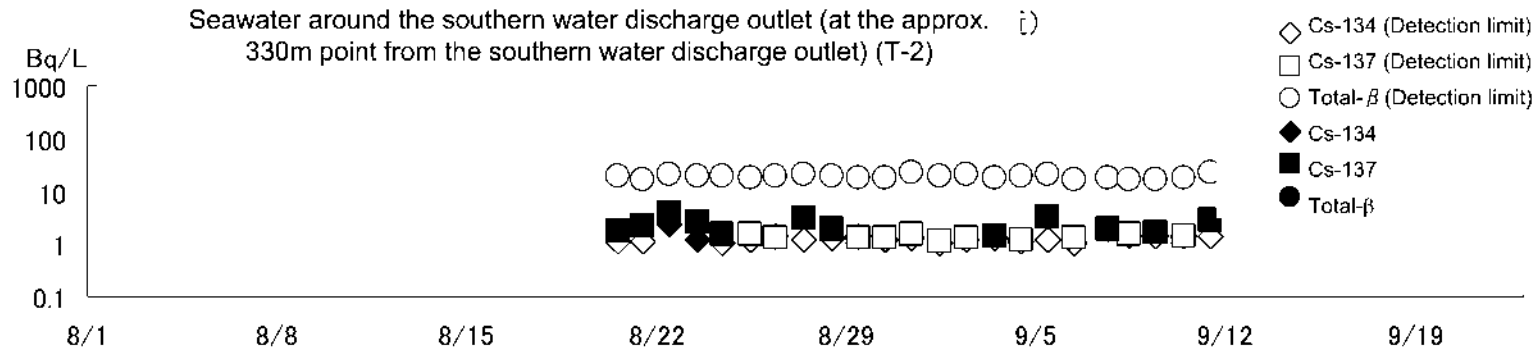 Seawater around the southern water discharge outlet (at the approx.
330m point from the southern water discharge outlet) (T-2)
Bq/L
1000
100
10
1
0.1
8/1 8/8 8/15 8/22 8/29 9/5 9/12 9/19
Cs-134 (Detection limit)
Cs-137 (Detection limit)
Total-β (Detection limit)
Cs-134
Cs-137
Total-β